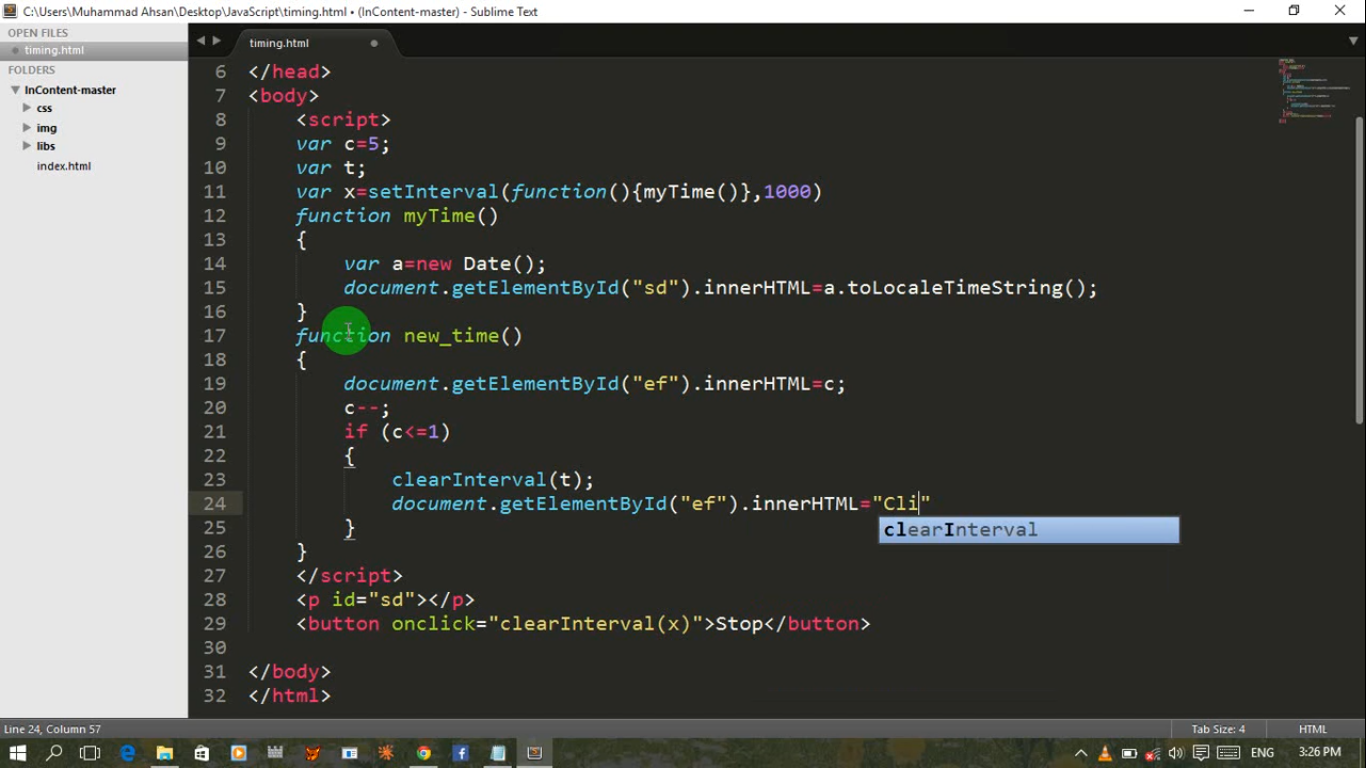 C:\Users\Muhammad Ahsan\Desktop\JavaScript\timing.html • (InContent-master) - Sublime Text
OPEN FILES
timing.html
FOLDERS
InContent-master
css
img
libs
index.html
timing.html
6 </head>
7 <body>
8 <script>
9 var c=5;
10 var t;
11 var x=setInterval(function(){myTime()},1000)
12 function myTime()
13 {
14 var a=new Date();
15 document.getElementById("sd").innerHTML=a.toLocaleTimeString();
16 }
17 function new_time()
18 {
19 document.getElementById("ef").innerHTML=c;
20 c--;
21 if (c<=1)
22 {
23 clearInterval(t);
24 document.getElementById("ef").innerHTML="Cli"
clearInterval
25 }
26 }
27 </script>
28 <p id="sd"></p>
29 <button onclick="clearInterval(x)">Stop</button>
30
31 </body>
32 </html>
Line 24, Column 57
Tab Size: 4
HTML
ENG
3:26 PM